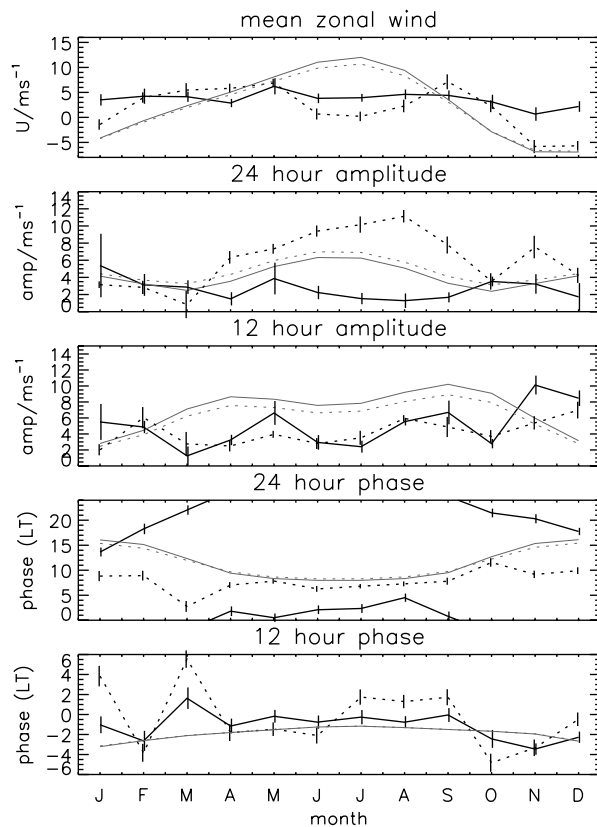 mean zonal wind
U/ms⁻¹
15
10
5
0
−5
24 hour amplitude
amp/ms⁻¹
14
12
10
8
6
4
2
0
12 hour amplitude
amp/ms⁻¹
14
12
10
8
6
4
2
0
24 hour phase
phase (LT)
20
15
10
5
0
12 hour phase
phase (LT)
6
4
2
0
−2
−4
−6
J F M A M J J A S O N D
month